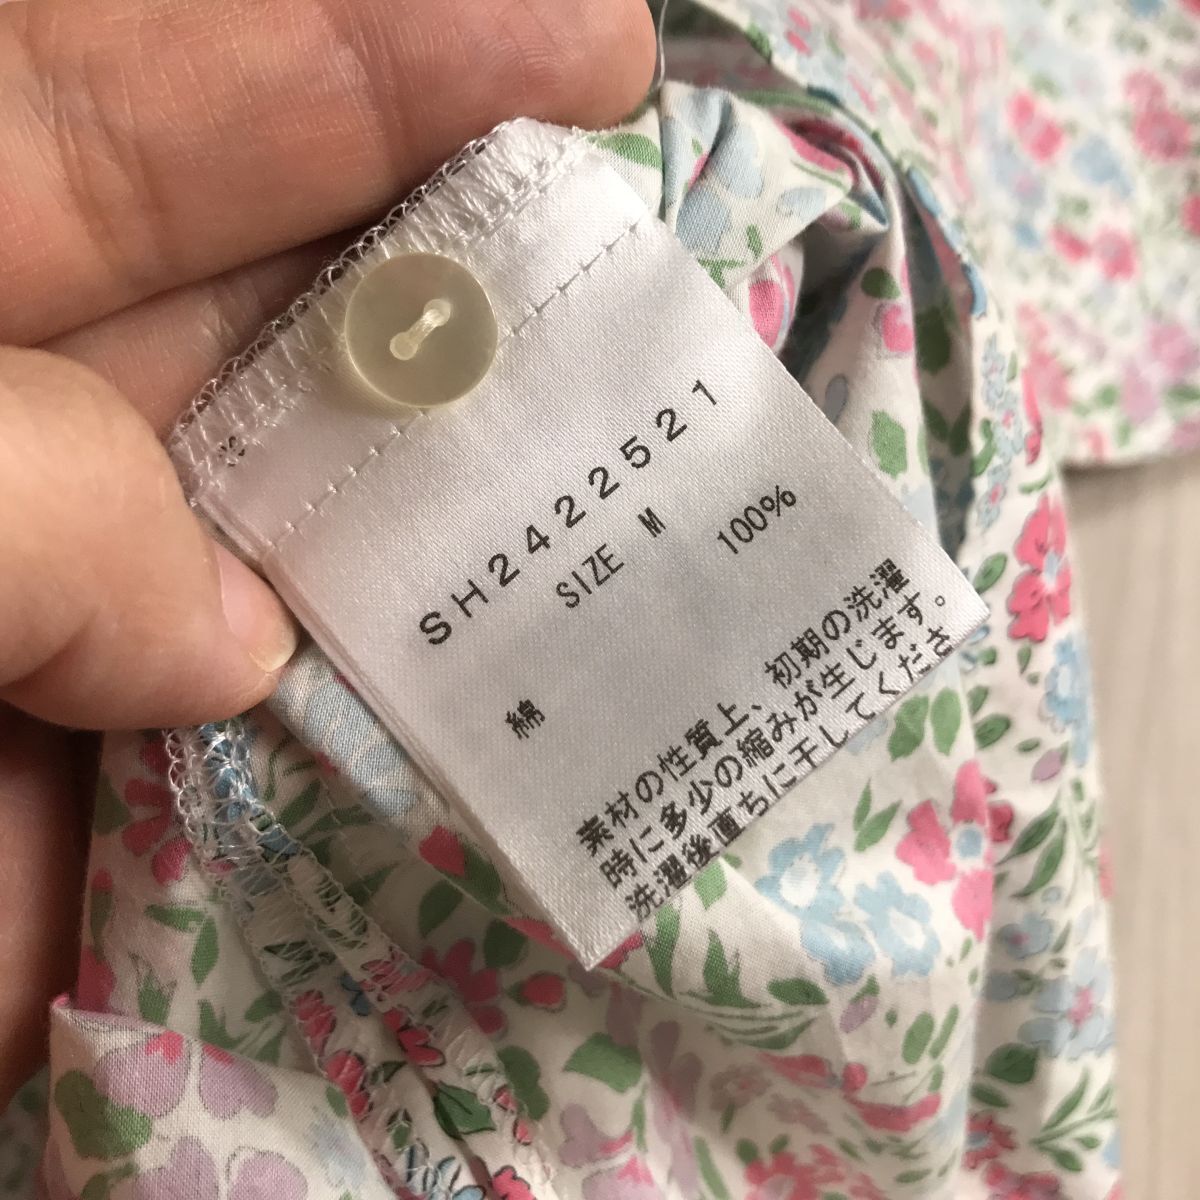 SH2422521
SIZE M
綿 100%
素材の性質上、初期の洗濯
時に多少の縮みが生じます。
洗濯後直ちに干してくださ